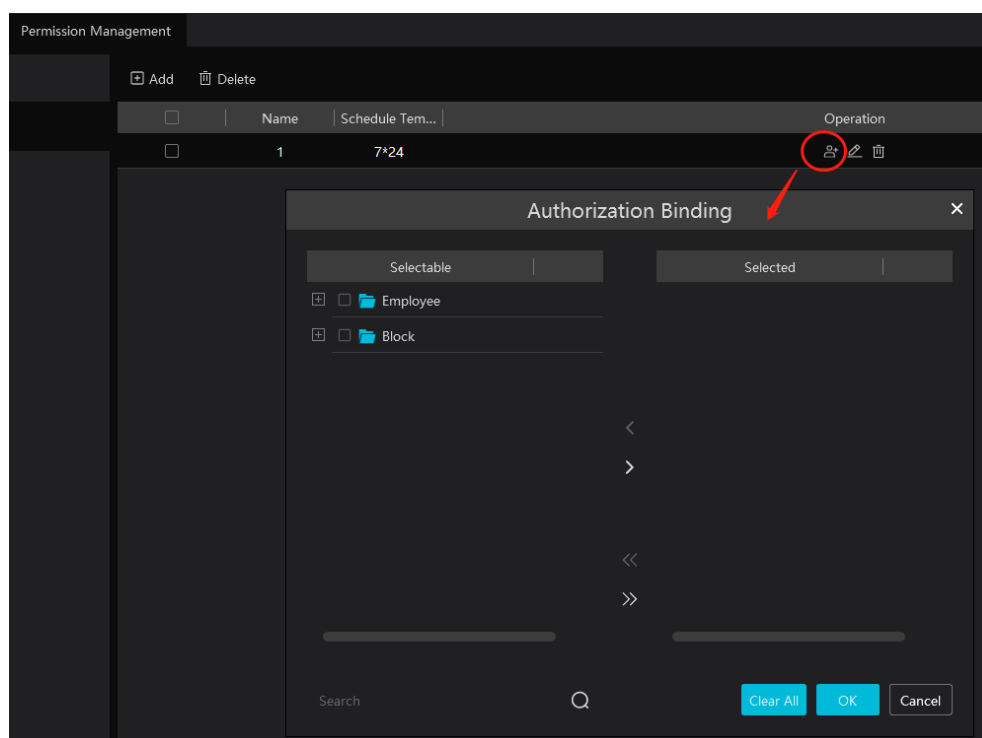 Permission Management
Add Delete
Name Schedule Tem... Operation
1 7*24
Authorization Binding
Selectable Selected
Employee
Block
Search Clear All OK Cancel